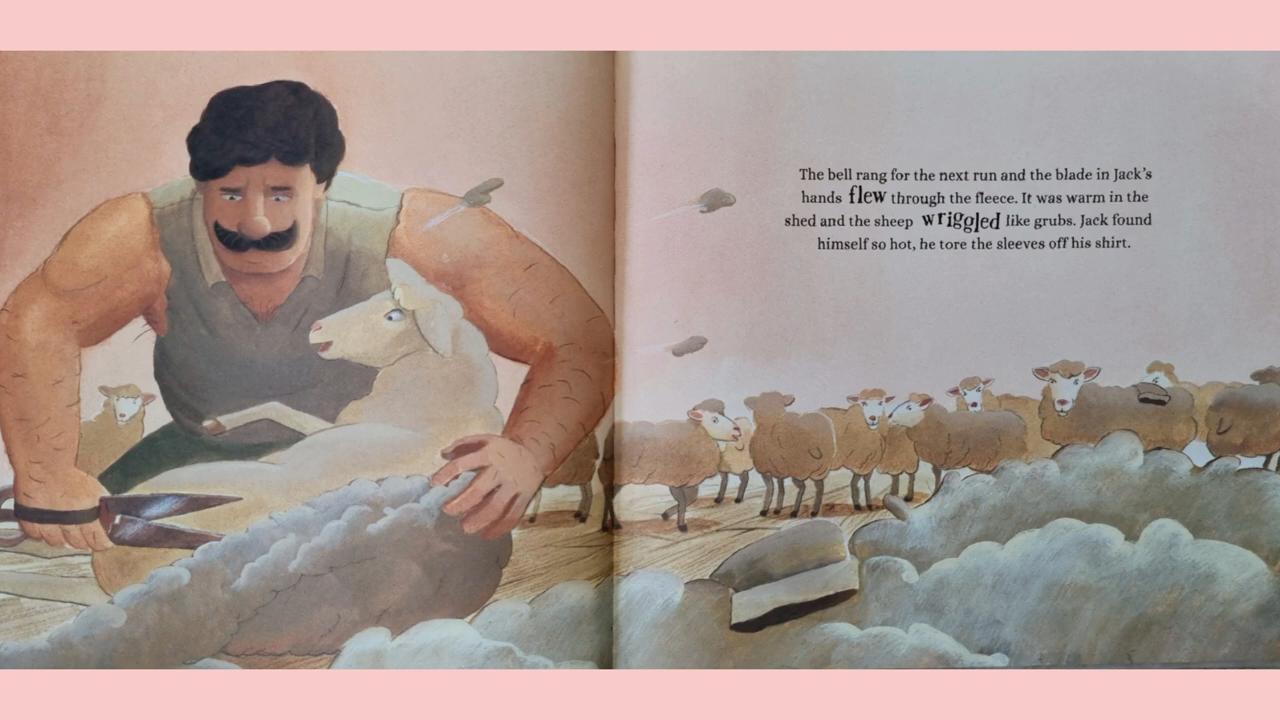 The bell rang for the next run and the blade in Jack's
hands flew through the fleece. It was warm in the
shed and the sheep wriggled like grubs. Jack found
himself so hot, he tore the sleeves off his shirt.